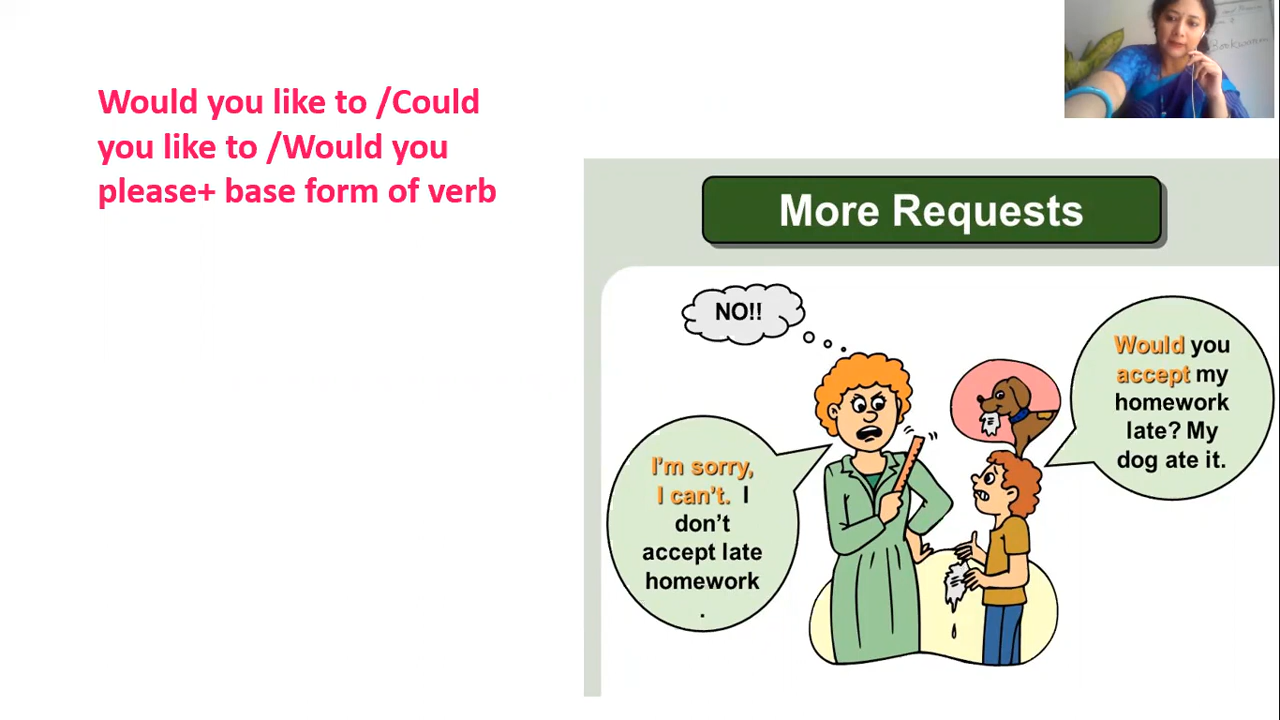 Would you like to /Could
you like to /Would you
please+ base form of verb
More Requests
NO!!
Would you
accept my
homework
late? My
dog ate it.
I'm sorry,
I can't. I
don't
accept late
homework
.